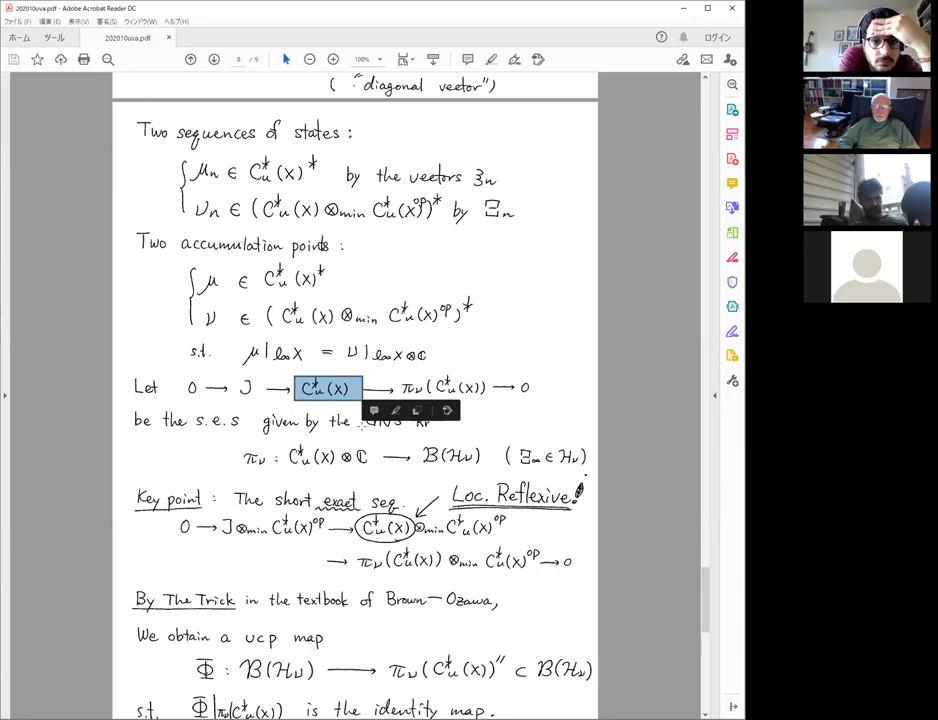 202010uva.pdf - Adobe Acrobat Reader DC
ファイル(F) 編集(E) 表示(V) 署名(S) ウィンドウ(W) ヘルプ(H)
ホーム ツール 202010uva.pdf ×
8 / 9 100% ログイン
( ∵ "diagonal vector")
Two sequences of states :
{ μn ∈ C*u(X)* by the vectors ξn
νn ∈ (C*u(X) ⊗min C*u(X)^op)* by Ξn
Two accumulation points :
{ μ ∈ C*u(X)*
ν ∈ ( C*u(X) ⊗min C*u(X)^op )*
s.t. μ|ℓ∞X = ν|ℓ∞X⊗ℂ
Let 0 → J → C*u(X) → πν(C*u(X)) → 0
be the s.e.s given by the GNS
πν : C*u(X) ⊗ ℂ → B(Hν) ( Ξ∞ ∈ Hν )
Key point : The short exact seq. Loc. Reflexive!
0 → J ⊗min C*u(X)^op → C*u(X) ⊗min C*u(X)^op
→ πν(C*u(X)) ⊗min C*u(X)^op → 0
By The Trick in the textbook of Brown–Ozawa,
We obtain a ucp map
Φ̄ : B(Hν) → πν(C*u(X))'' ⊂ B(Hν)
s.t. Φ̄|πν(C*u(X)) is the identity map.